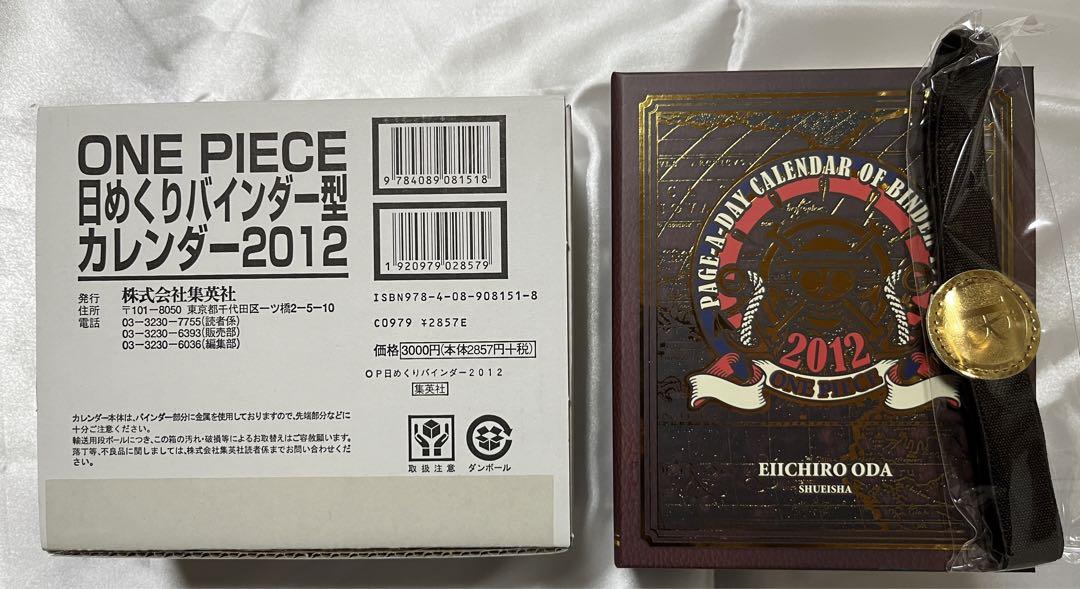 ONE PIECE
日めくりバインダー型
カレンダー2012
発行 株式会社集英社
住所 〒101-8050 東京都千代田区一ツ橋2-5-10
電話 03-3230-7755(読者係)
03-3230-6393(販売部)
03-3230-6036(編集部)
9 784089 081518
1 920979 028579
ISBN978-4-08-908151-8
C0979 ¥2857E
価格 3000円(本体2857円+税)
OP日めくりバインダー2012
集英社
カレンダー本体は、バインダー部分に金属を使用しておりますので、先端部分などに
十分ご注意ください。
輸送用段ボールにつき、この箱の汚れ・破損等によるお取替えはご容赦願います。
落丁等、不良品に関しましては、株式会社集英社読者係までお問い合わせくだ
さい。
取扱注意
ダンボール
PAGE-A-DAY CALENDAR OF BINDER
2012
ONE PIECE
EIICHIRO ODA
SHUEISHA